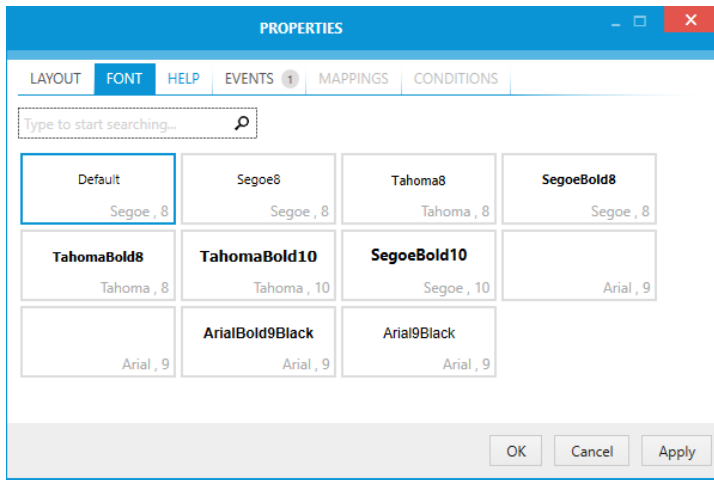 PROPERTIES
LAYOUT FONT HELP EVENTS 1 MAPPINGS CONDITIONS
Type to start searching...
Default Segoe8 Tahoma8 SegoeBold8
Segoe , 8 Segoe , 8 Tahoma , 8 Segoe , 8
TahomaBold8 TahomaBold10 SegoeBold10
Tahoma , 8 Tahoma , 10 Segoe , 10 Arial , 9
ArialBold9Black Arial9Black
Arial , 9 Arial , 9 Arial , 9
OK Cancel Apply